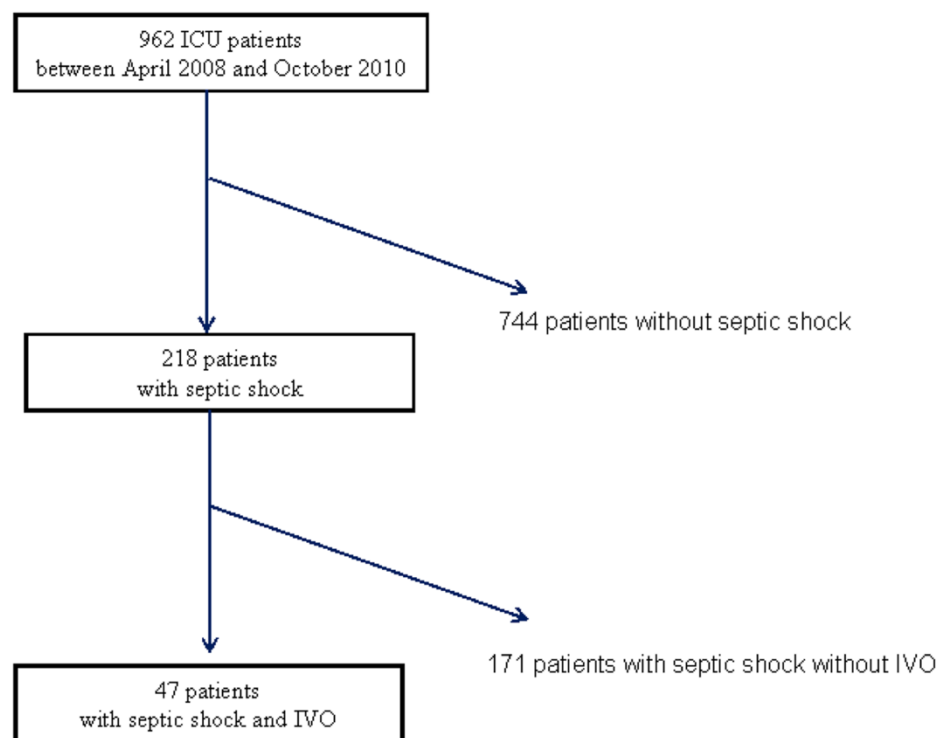 962 ICU patients
between April 2008 and October 2010
744 patients without septic shock
218 patients
with septic shock
171 patients with septic shock without IVO
47 patients
with septic shock and IVO